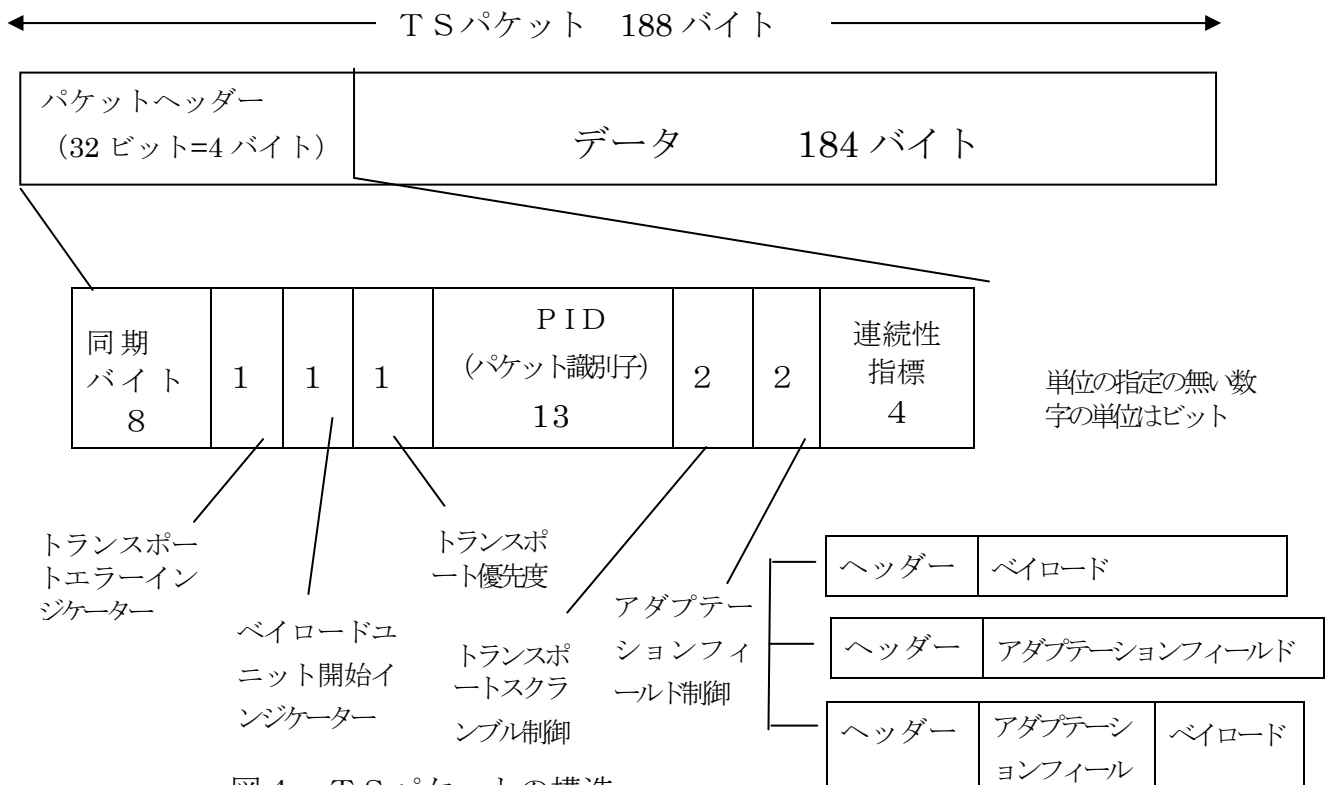 ＴＳパケット　188 バイト
パケットヘッダー
（32 ビット=4 バイト）
データ　　　184 バイト
同 期
バ イ ト
８
１
１
１
ＰＩＤ
（パケット識別子）
13
２
２
連続性
指標
４
単位の指定の無い数
字の単位はビット
トランスポー
トエラーイン
ジケーター
ペイロードユ
ニット開始イ
ンジケーター
トランスポ
ート優先度
トランスポ
ートスクラ
ンブル制御
アダプテー
ションフィ
ールド制御
ヘッダー
ペイロード
ヘッダー
アダプテーションフィールド
ヘッダー
アダプテーシ
ョンフィール
ペイロード
ＴＳパケットの構造